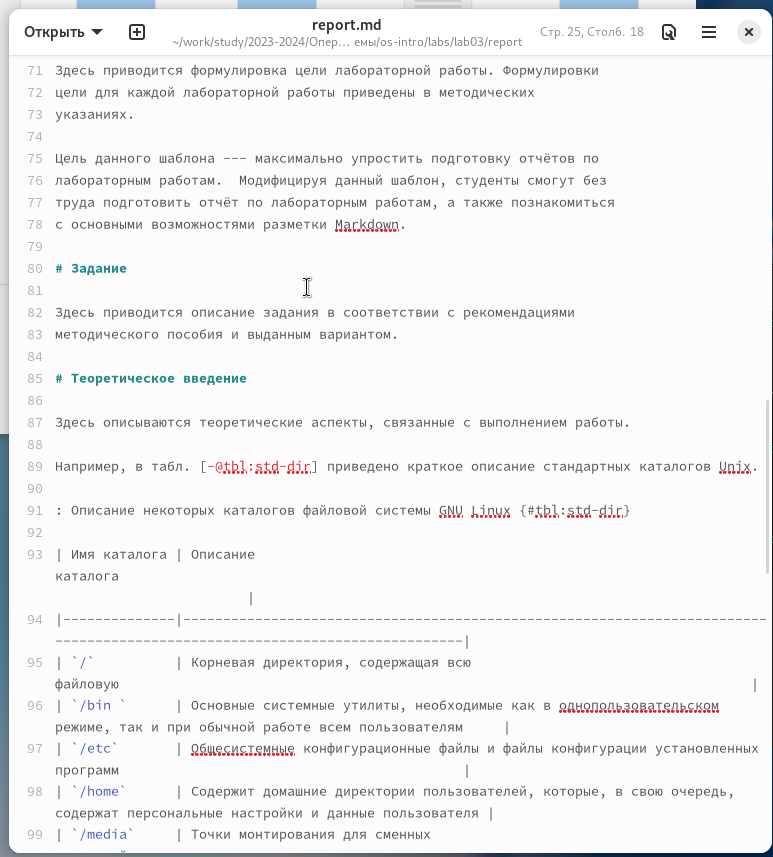 Открыть
report.md
~/work/study/2023-2024/Опер… емы/os-intro/labs/lab03/report
Стр. 25, Столб. 18
71 Здесь приводится формулировка цели лабораторной работы. Формулировки
72 цели для каждой лабораторной работы приведены в методических
73 указаниях.
74
75 Цель данного шаблона --- максимально упростить подготовку отчётов по
76 лабораторным работам.  Модифицируя данный шаблон, студенты смогут без
77 труда подготовить отчёт по лабораторным работам, а также познакомиться
78 с основными возможностями разметки Markdown.
79
80 # Задание
81
82 Здесь приводится описание задания в соответствии с рекомендациями
83 методического пособия и выданным вариантом.
84
85 # Теоретическое введение
86
87 Здесь описываются теоретические аспекты, связанные с выполнением работы.
88
89 Например, в табл. [-@tbl:std-dir] приведено краткое описание стандартных каталогов Unix.
90
91 : Описание некоторых каталогов файловой системы GNU Linux {#tbl:std-dir}
92
93 | Имя каталога | Описание
каталога
|
94 |--------------|-------------------------------------------------------------------------
---------------------------------------------------|
95 | `/`          | Корневая директория, содержащая всю
файловую |
96 | `/bin `      | Основные системные утилиты, необходимые как в однопользовательском
режиме, так и при обычной работе всем пользователям     |
97 | `/etc`       | Общесистемные конфигурационные файлы и файлы конфигурации установленных
программ |
98 | `/home`      | Содержит домашние директории пользователей, которые, в свою очередь,
содержат персональные настройки и данные пользователя |
99 | `/media`     | Точки монтирования для сменных